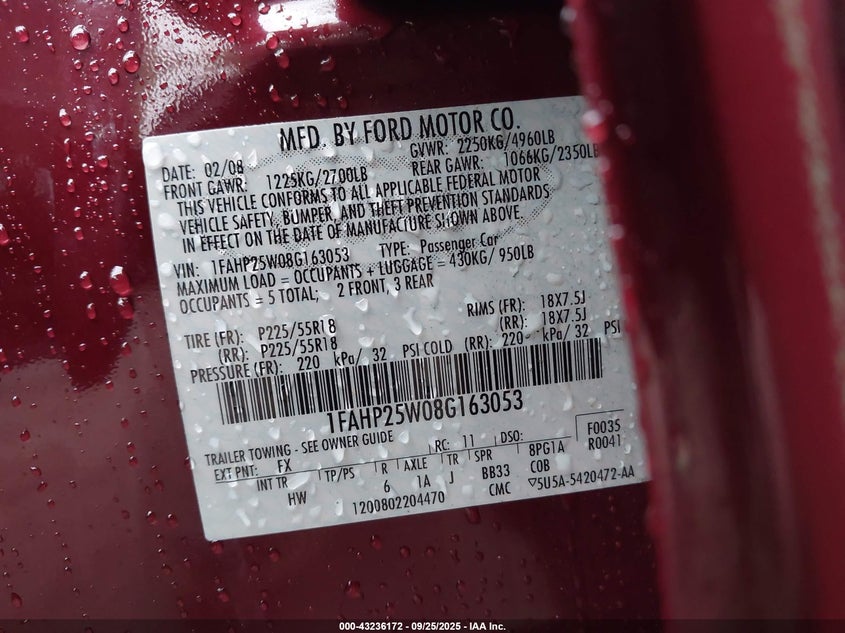 MFD. BY FORD MOTOR CO.
DATE: 02/08 GVWR: 2250KG/4960LB
FRONT GAWR: 1225KG/2700LB REAR GAWR: 1066KG/2350LB
THIS VEHICLE CONFORMS TO ALL APPLICABLE FEDERAL MOTOR
VEHICLE SAFETY, BUMPER, AND THEFT PREVENTION STANDARDS
IN EFFECT ON THE DATE OF MANUFACTURE SHOWN ABOVE.
VIN: 1FAHP25W08G163053 TYPE: Passenger Car
MAXIMUM LOAD = OCCUPANTS + LUGGAGE = 430KG/ 950LB
OCCUPANTS = 5 TOTAL; 2 FRONT, 3 REAR
TIRE (FR): P225/55R18 RIMS (FR): 18X7.5J
(RR): P225/55R18 (RR): 18X7.5J
PRESSURE (FR): 220 kPa/ 32 PSI COLD (RR): 220 kPa/ 32 PSI
1FAHP25W08G163053
TRAILER TOWING - SEE OWNER GUIDE RC: 11 DSO: F0035
EXT PNT: FX 8PG1A R0041
INT TR TP/PS R AXLE TR SPR COB
HW 6 1A J BB33 CMC ▽5U5A-5420472-AA
1200802204470
000-43236172 - 09/25/2025 - IAA Inc.